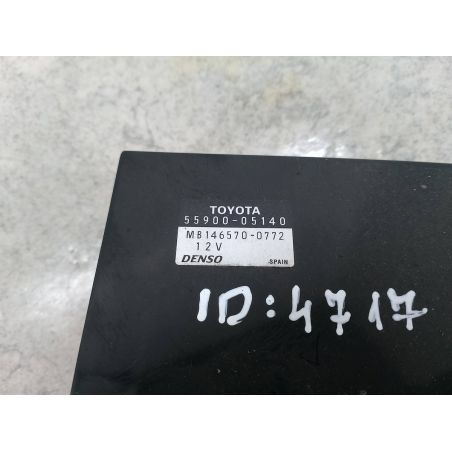 TOYOTA
55900-05140
MB146570-0772
12V
DENSO SPAIN
ID:4717